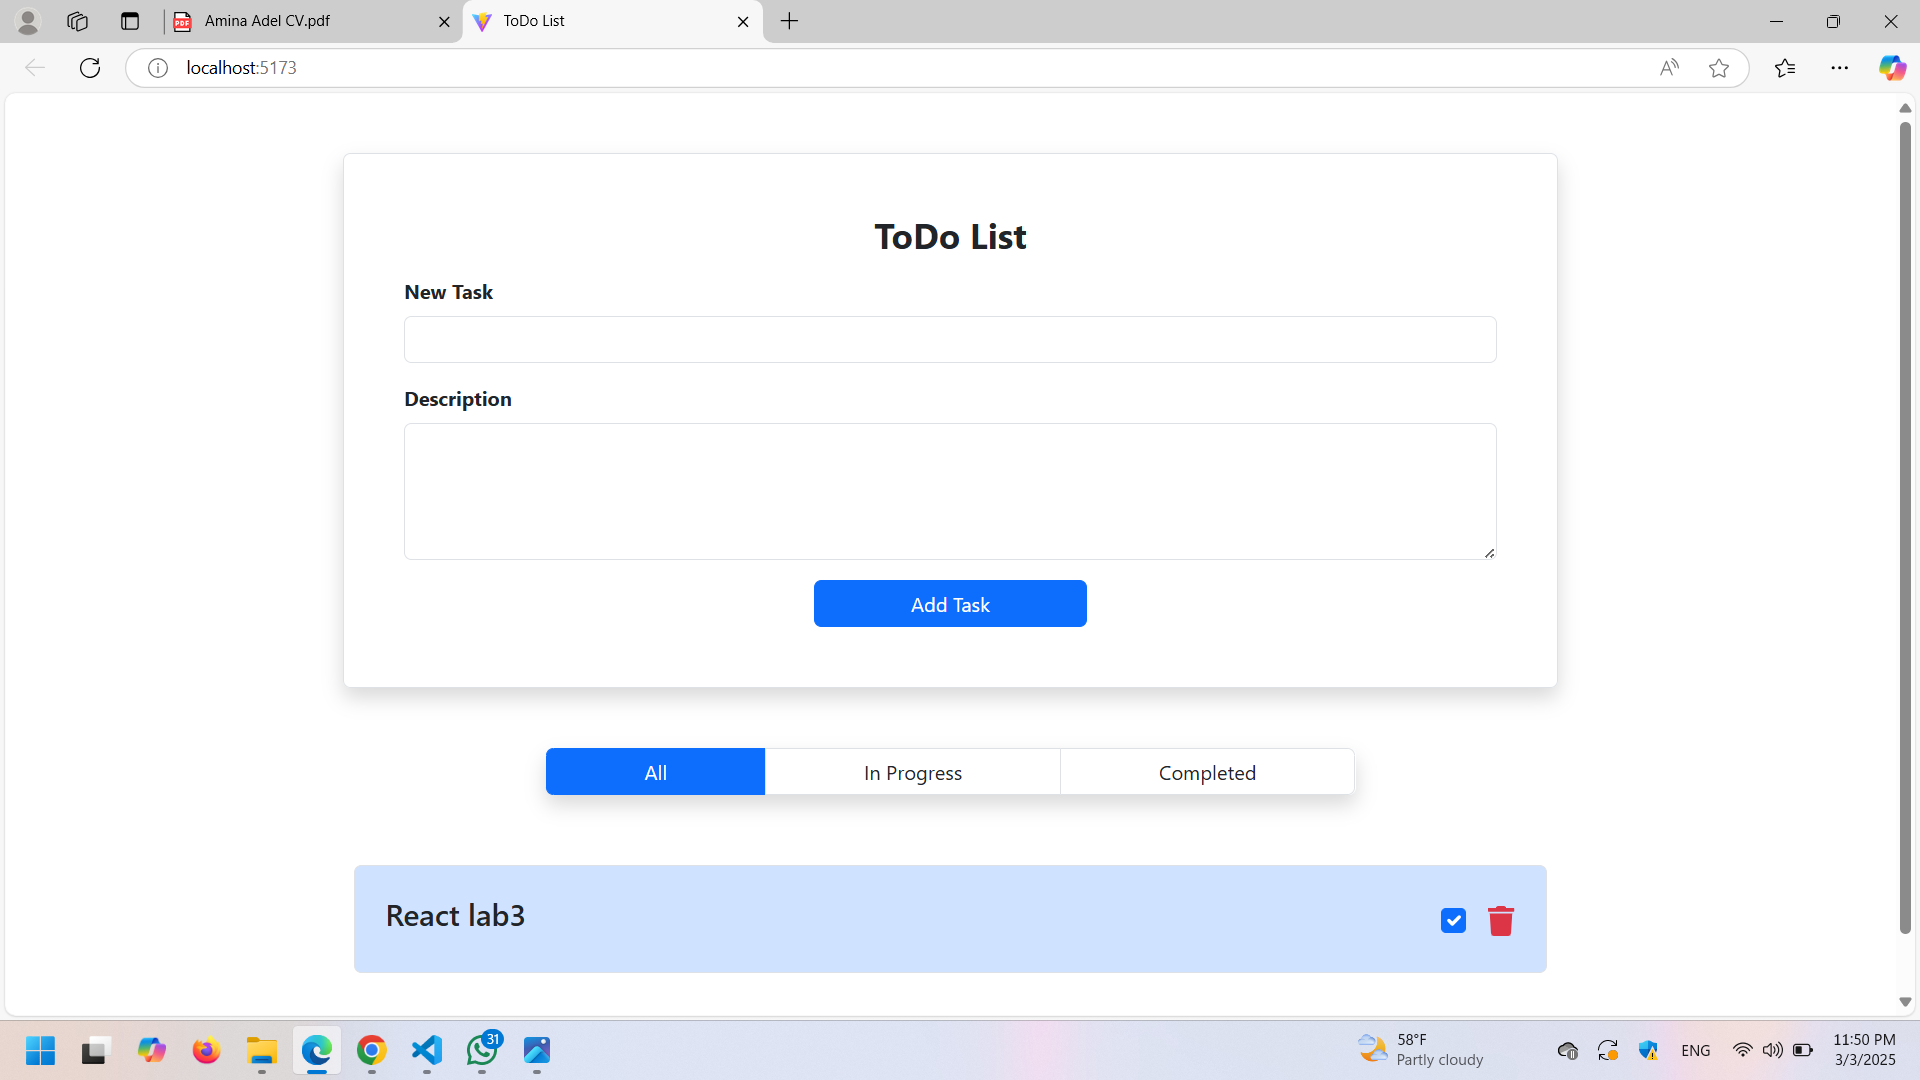 Amina Adel CV.pdf
ToDo List
localhost:5173
ToDo List
New Task
Description
Add Task
All
In Progress
Completed
React lab3
31
58°F
Partly cloudy
ENG
11:50 PM
3/3/2025